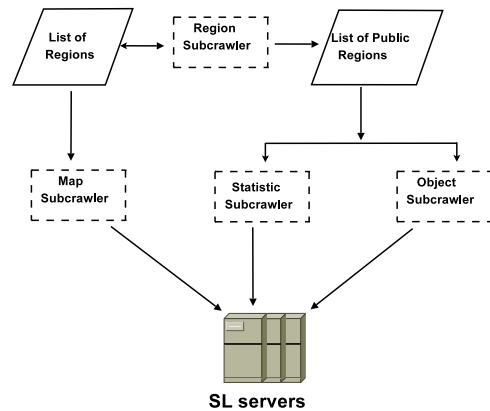 List of
Regions
Region
Subcrawler
List of Public
Regions
Map
Subcrawler
Statistic
Subcrawler
Object
Subcrawler
SL servers